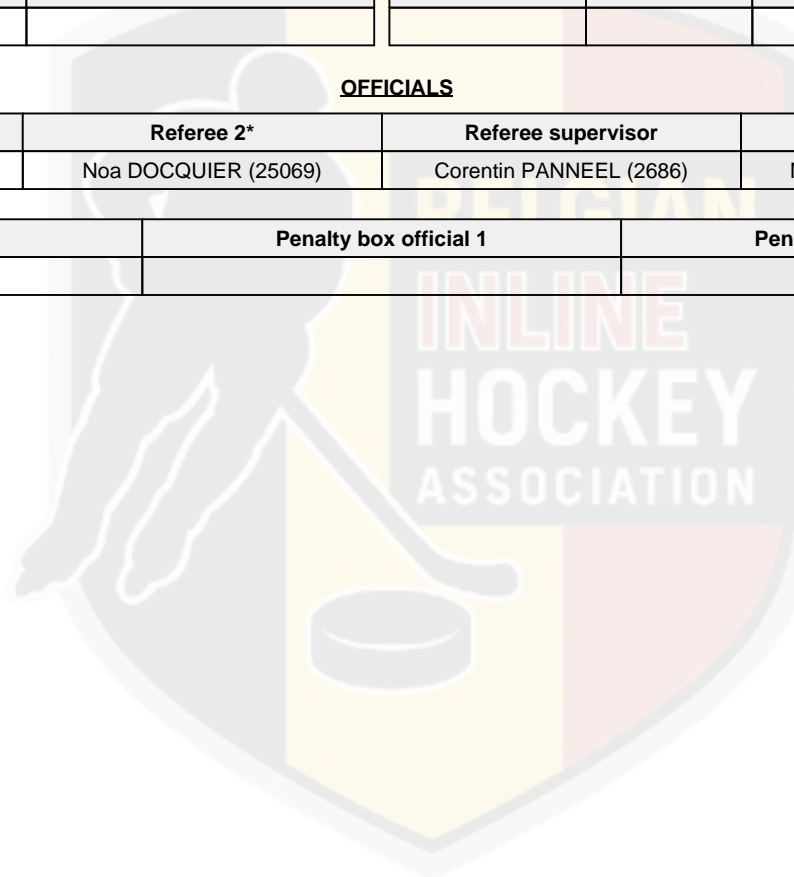 OFFICIALS
Referee 2* Referee supervisor
Noa DOCQUIER (25069) Corentin PANNEEL (2686)
Penalty box official 1
BELGIAN
INLINE
HOCKEY
ASSOCIATION